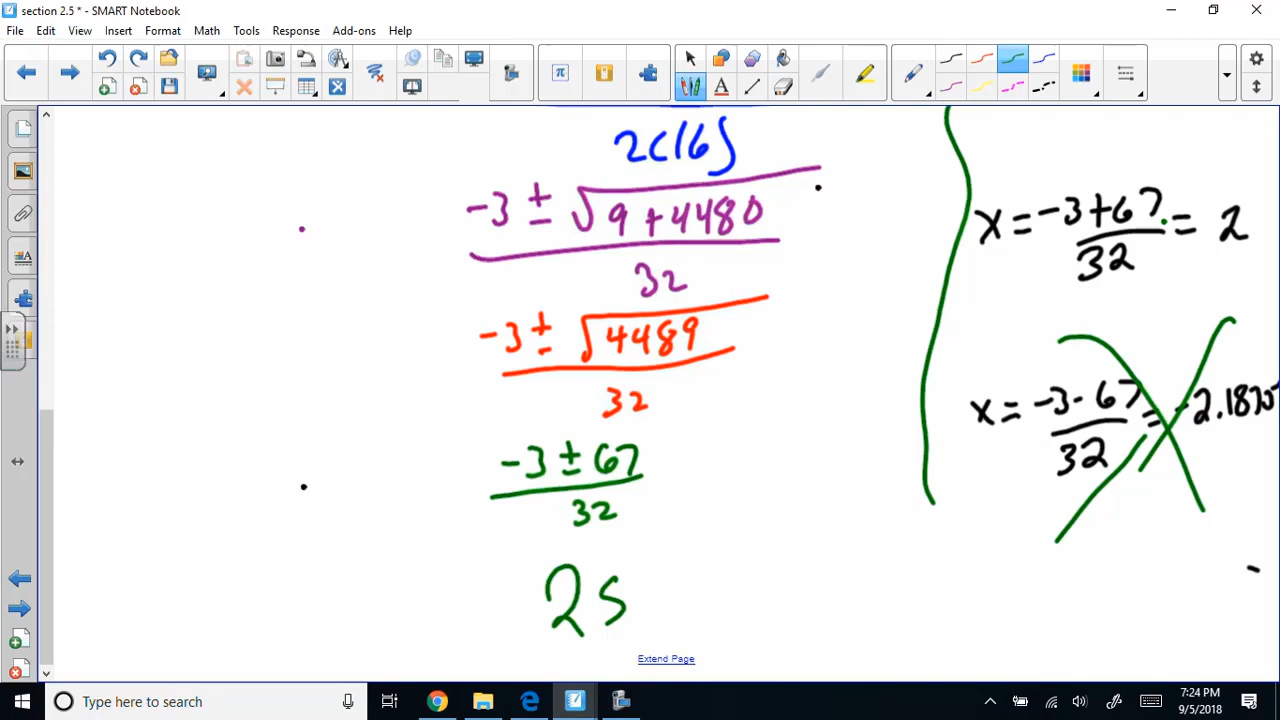 section 2.5 * - SMART Notebook
File Edit View Insert Format Math Tools Response Add-ons Help
2(16)
-3 ± √9 + 4480
32
-3 ± √4489
32
-3 ± 67
32
2s
x = -3+67 = 2
32
x = -3-67 = -2.1875
32
Extend Page
Type here to search
7:24 PM
9/5/2018